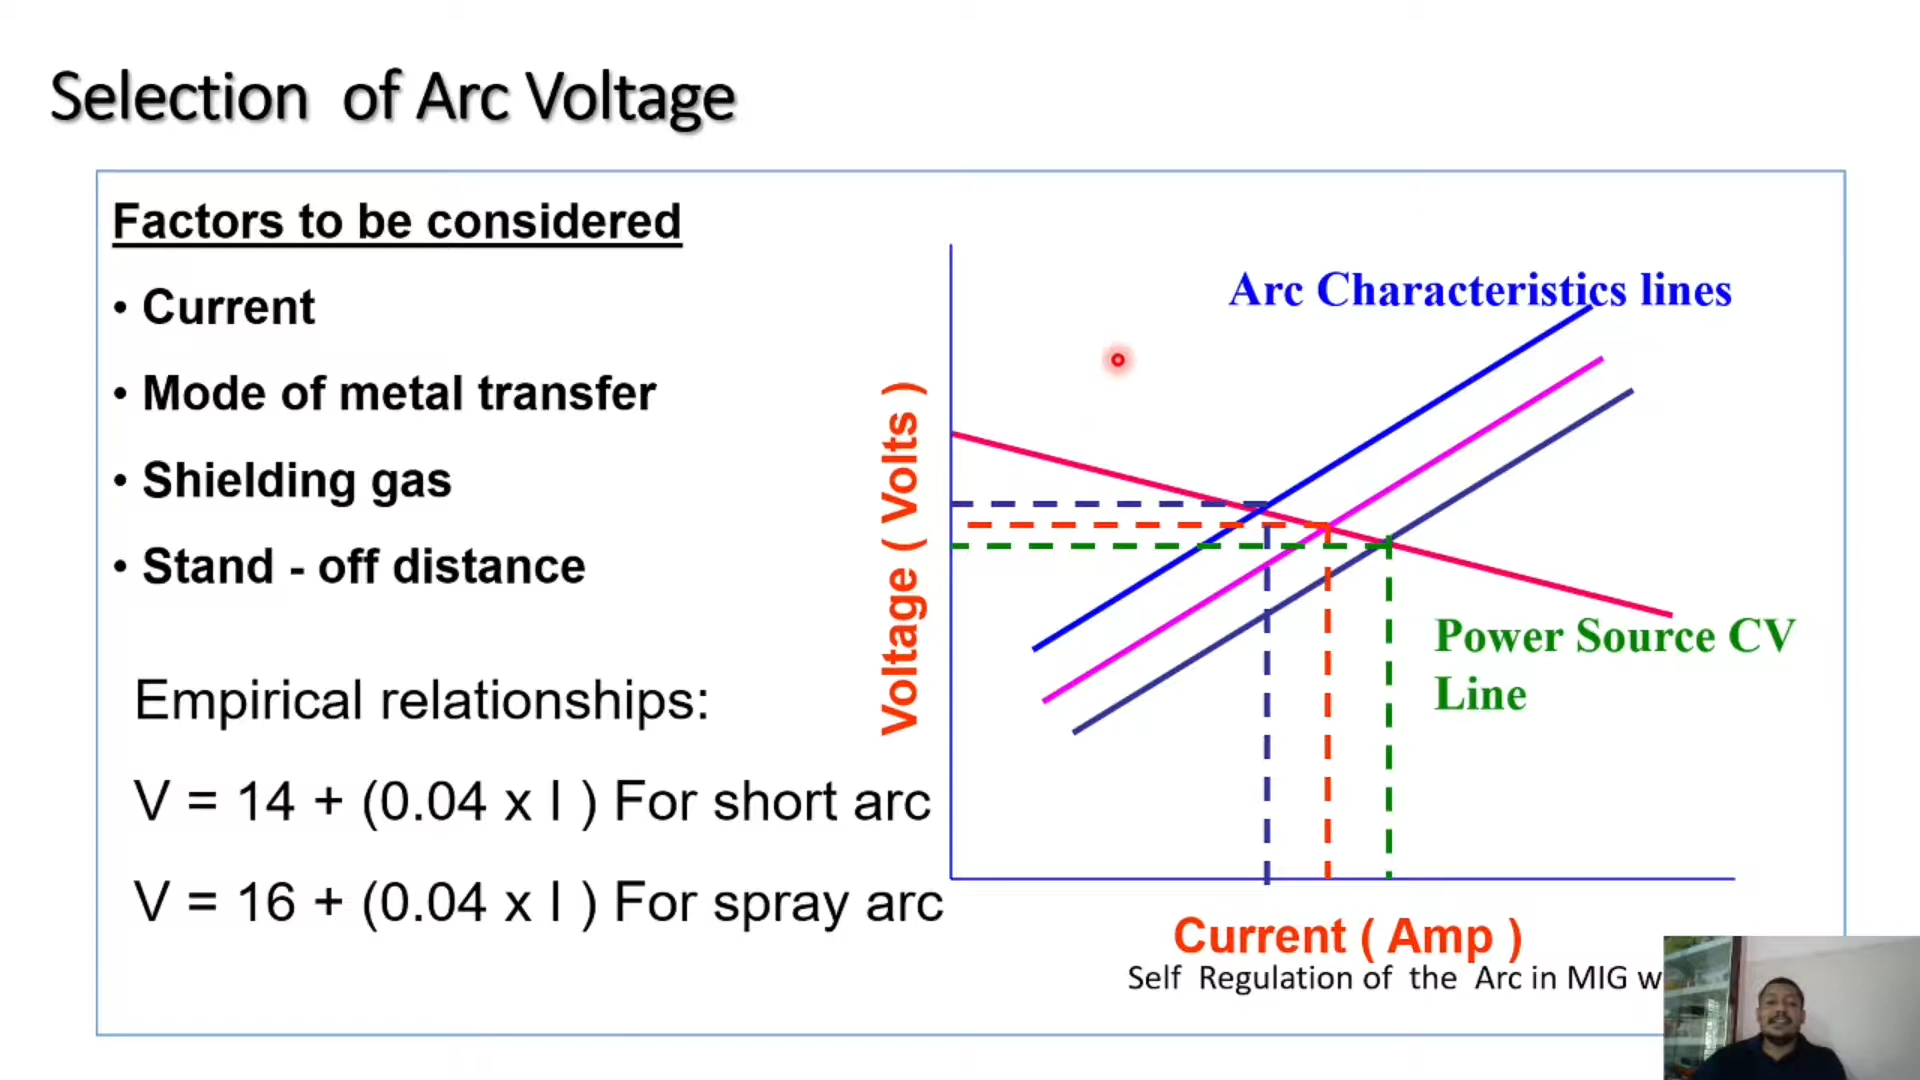 Selection of Arc Voltage
Factors to be considered
• Current
• Mode of metal transfer
• Shielding gas
• Stand - off distance
Empirical relationships:
V = 14 + (0.04 x I ) For short arc
V = 16 + (0.04 x I ) For spray arc
Arc Characteristics lines
Voltage ( Volts )
Power Source CV
Line
Current ( Amp )
Self Regulation of the Arc in MIG